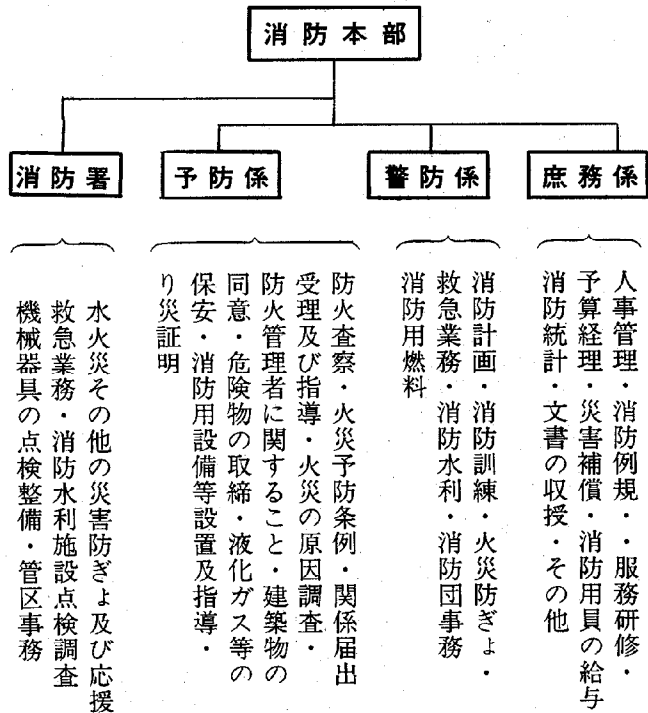 消防本部
庶務係
人事管理・消防例規・・服務研修・
予算経理・災害補償・消防用員の給与
消防統計・文書の収授・その他
警防係
消防計画・消防訓練・火災防ぎょ・
救急業務・消防水利・消防団事務
消防用燃料
予防係
防火査察・火災予防条例・関係届出
受理及び指導・火災の原因調査・
防火管理者に関すること・建築物の
同意・危険物の取締・液化ガス等の
保安・消防用設備等設置及指導・
り災証明
消防署
水火災その他の災害防ぎょ及び応援
救急業務・消防水利施設点検調査
機械器具の点検整備・管区事務